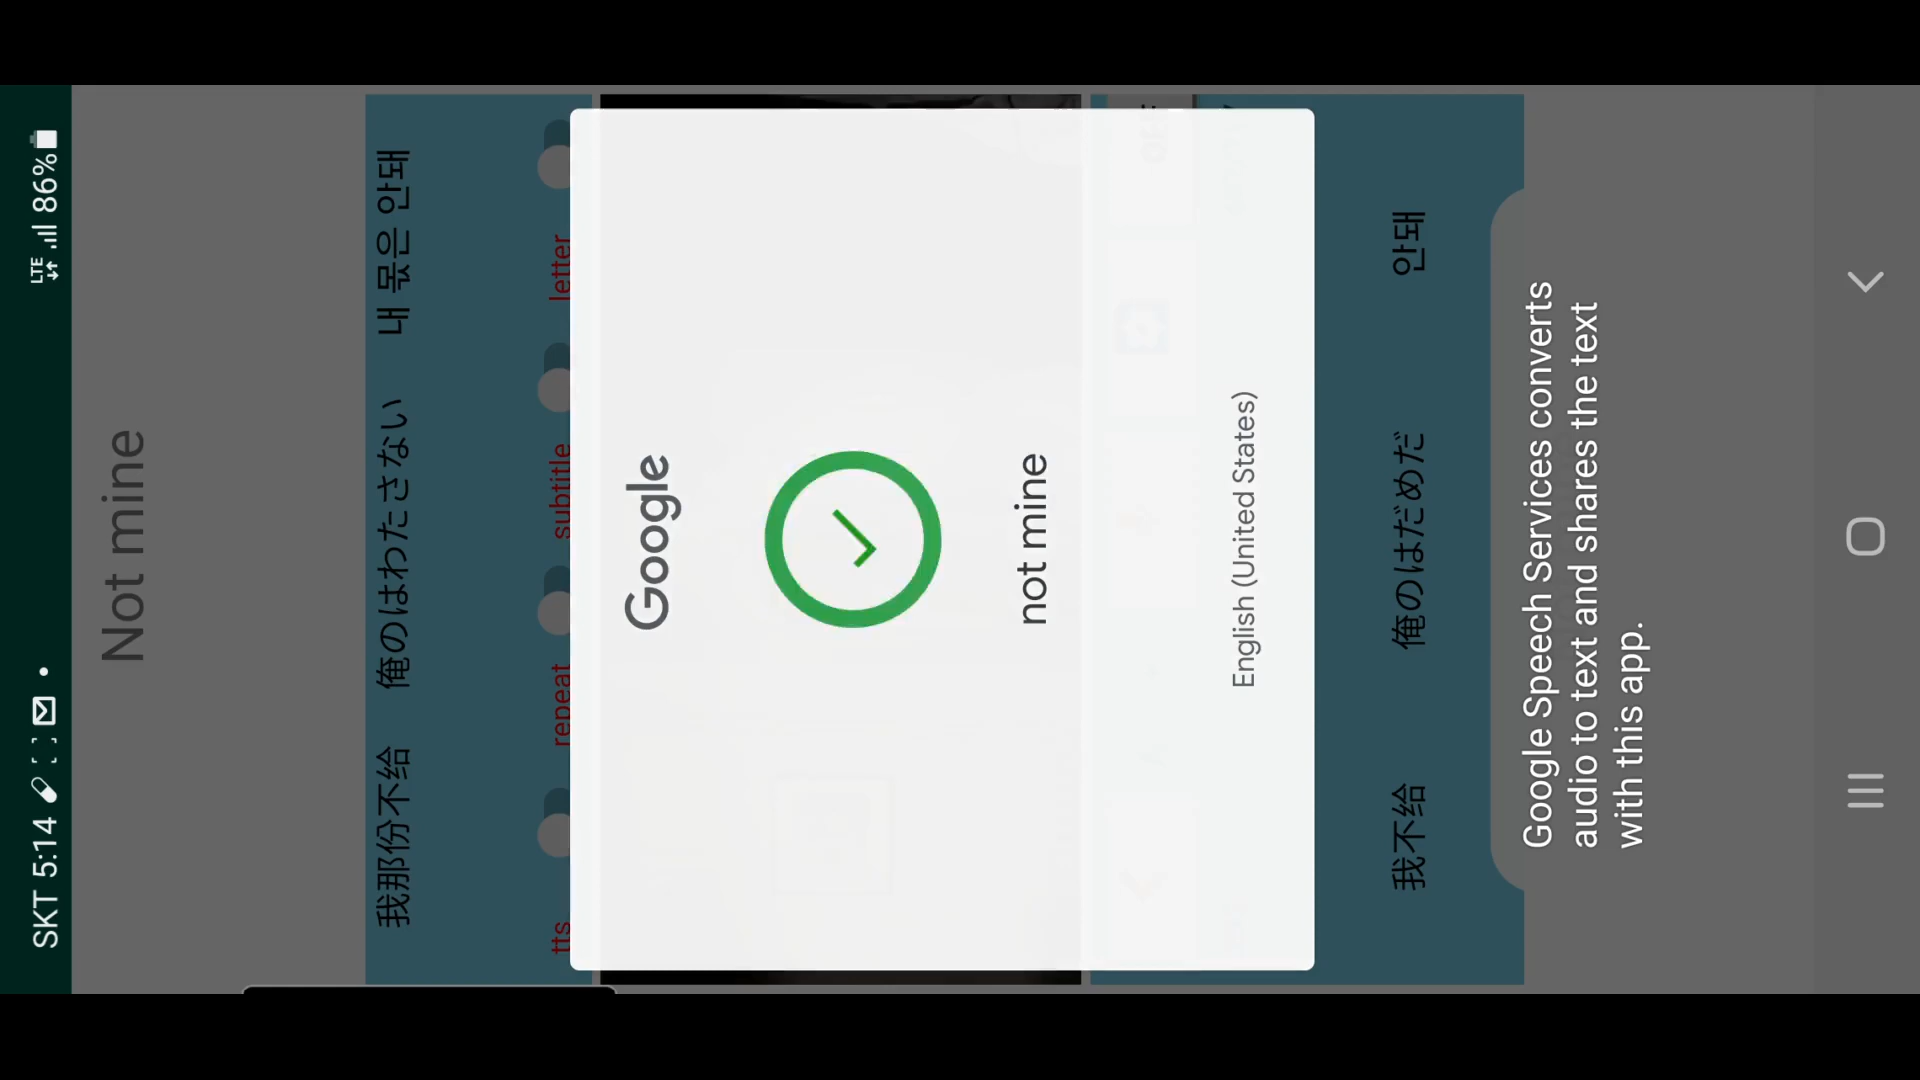 SKT 5:14
LTE 86%
Not mine
我那份不给 俺のはわたさない 내 몫은 안돼
tts repeat subtitle letter
Google
not mine
English (United States)
我不给 俺のはだめだ 안돼
Google Speech Services converts
audio to text and shares the text
with this app.